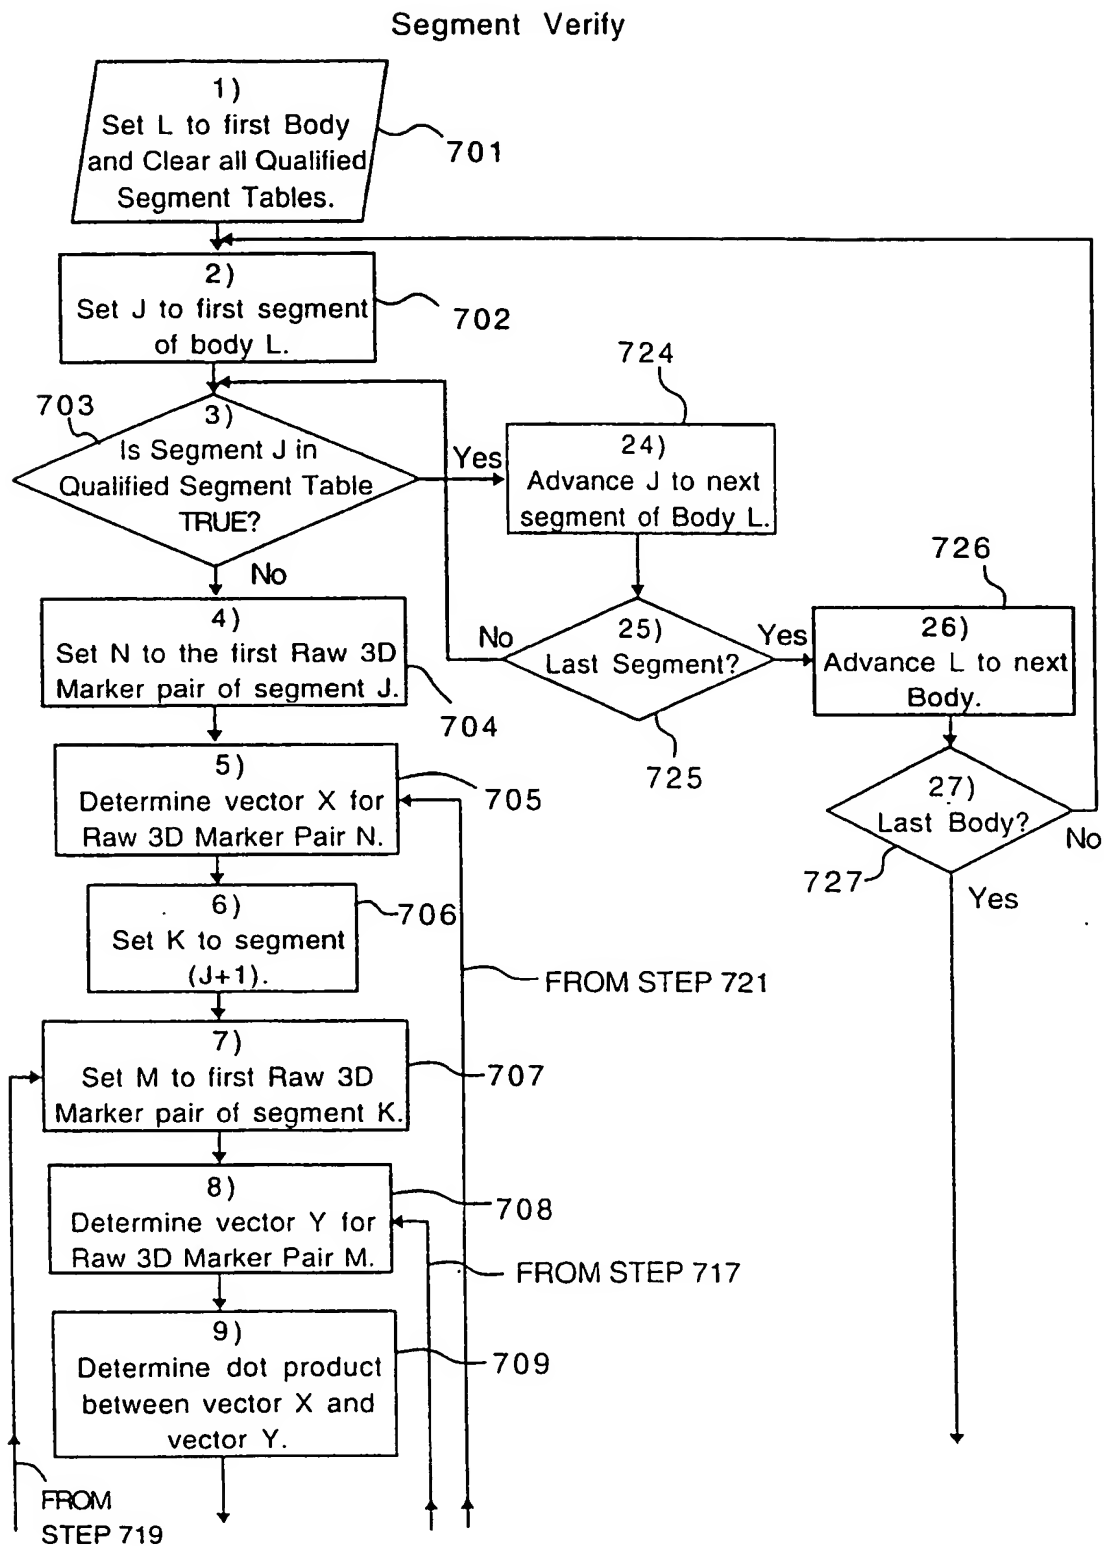 Segment Verify
1)
Set L to first Body
and Clear all Qualified
Segment Tables.
701
2)
Set J to first segment
of body L.
702
703
3)
Is Segment J in
Qualified Segment Table
TRUE?
Yes
No
724
24)
Advance J to next
segment of Body L.
4)
Set N to the first Raw 3D
Marker pair of segment J.
704
No
25)
Last Segment?
Yes
725
726
26)
Advance L to next
Body.
5)
Determine vector X for
Raw 3D Marker Pair N.
705
27)
Last Body?
No
727
Yes
6)
Set K to segment
(J+1).
706
FROM STEP 721
7)
Set M to first Raw 3D
Marker pair of segment K.
707
8)
Determine vector Y for
Raw 3D Marker Pair M.
708
FROM STEP 717
9)
Determine dot product
between vector X and
vector Y.
709
FROM
STEP 719